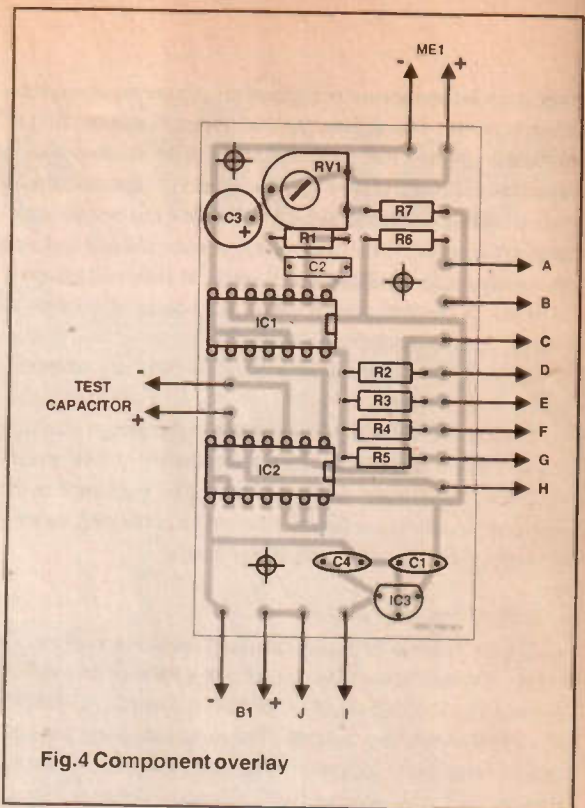 ME1
- +
RV1
C3
+
R1
R7
R6
C2
A
B
IC1
C
R2
D
TEST
CAPACITOR
-
+
R3
E
R4
F
R5
G
IC2
H
C4
C1
IC3
- B1 + J I
Fig.4 Component overlay